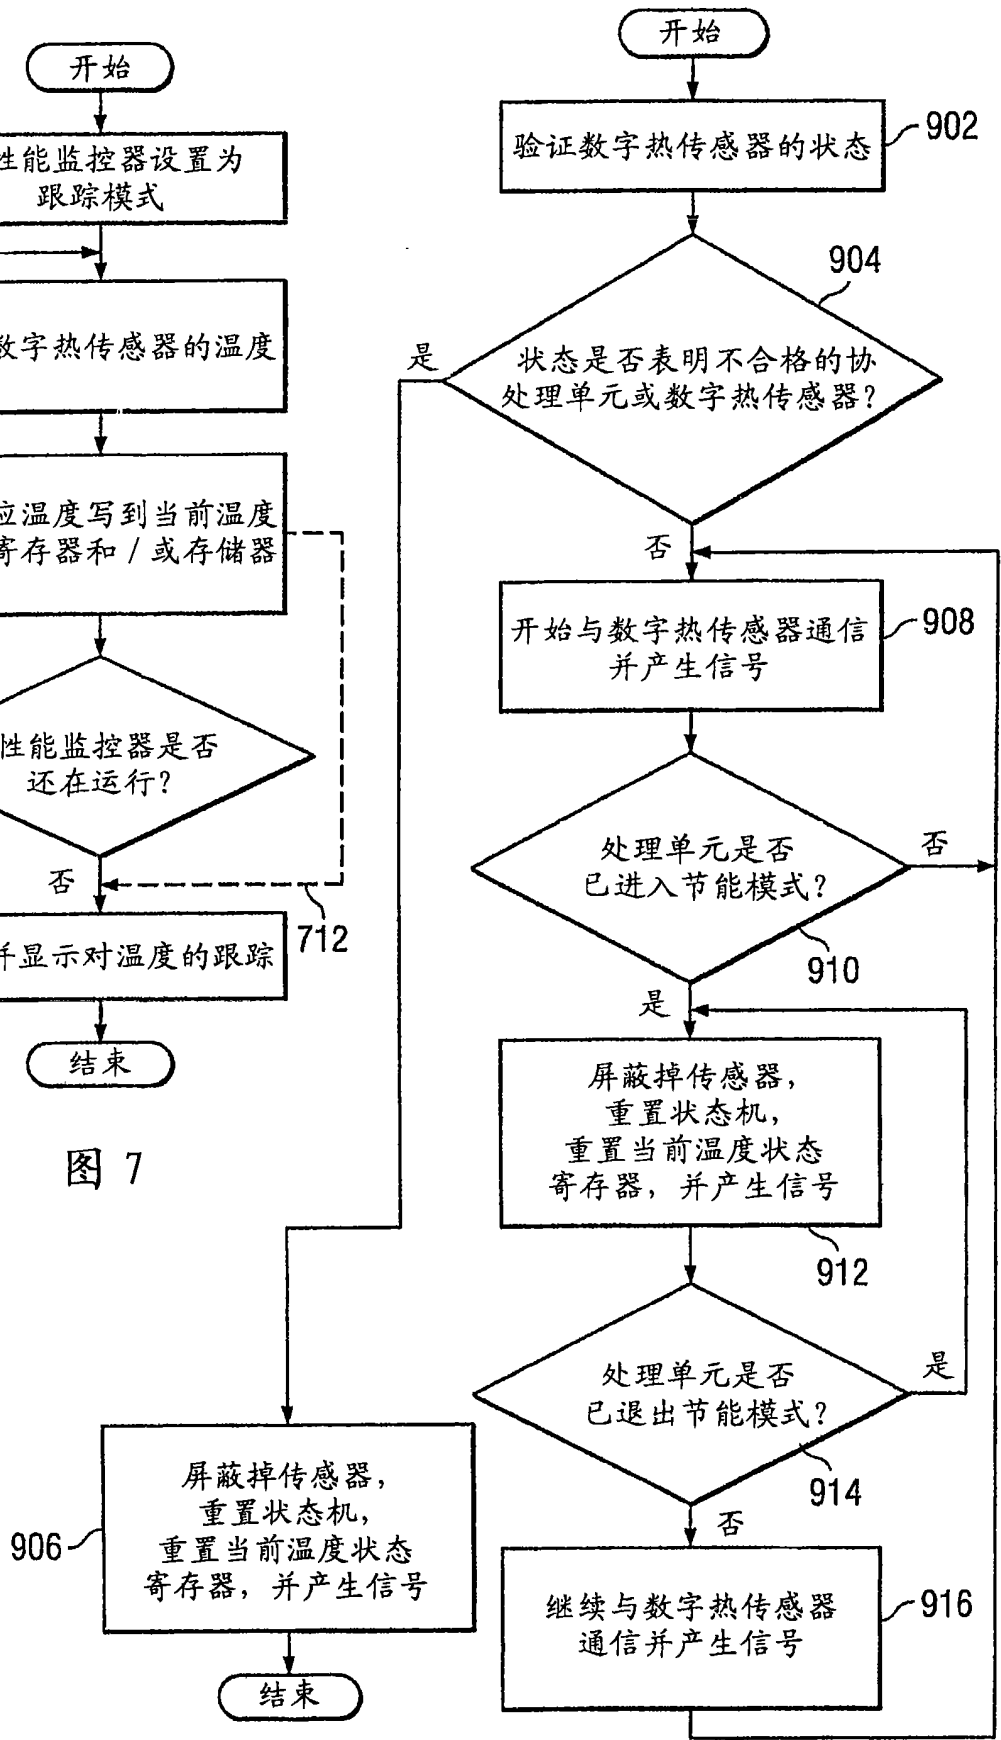 开始
性能监控器设置为
跟踪模式
数字热传感器的温度
应温度写到当前温度
寄存器和/或存储器
性能监控器是否
还在运行?
否
712
并显示对温度的跟踪
结束
图 7
开始
验证数字热传感器的状态
902
904
状态是否表明不合格的协
处理单元或数字热传感器?
是
否
开始与数字热传感器通信
并产生信号
908
处理单元是否
已进入节能模式?
否
910
是
屏蔽掉传感器,
重置状态机,
重置当前温度状态
寄存器, 并产生信号
912
处理单元是否
已退出节能模式?
是
914
否
继续与数字热传感器
通信并产生信号
916
屏蔽掉传感器,
重置状态机,
重置当前温度状态
寄存器, 并产生信号
906
结束